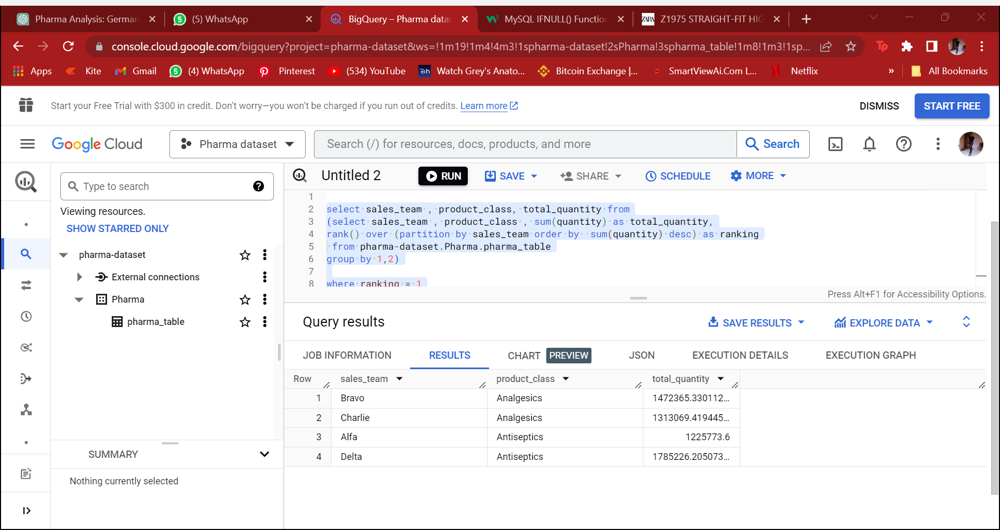 Pharma Analysis: German
(5) WhatsApp
BigQuery – Pharma datas
MySQL IFNULL() Function
ZARA
Z1975 STRAIGHT-FIT HIG
console.cloud.google.com/bigquery?project=pharma-dataset&ws=!1m19!1m4!4m3!1spharma-dataset!2sPharma!3spharma_table!1m8!1m3!1sp...
Apps
Kite
Gmail
(4) WhatsApp
Pinterest
(534) YouTube
Watch Grey's Anato...
Bitcoin Exchange |...
SmartViewAi.Com L...
Netflix
»
All Bookmarks
Start your Free Trial with $300 in credit. Don't worry—you won't be charged if you run out of credits. Learn more
DISMISS
START FREE
Google Cloud
Pharma dataset
Search (/) for resources, docs, products, and more
Search
Type to search
Viewing resources.
SHOW STARRED ONLY
pharma-dataset
External connections
Pharma
pharma_table
SUMMARY
Nothing currently selected
Untitled 2
RUN
SAVE
SHARE
SCHEDULE
MORE
1
2 select sales_team , product_class, total_quantity from
3 (select sales_team , product_class , sum(quantity) as total_quantity,
4 rank() over (partition by sales_team order by  sum(quantity) desc) as ranking
5  from pharma-dataset.Pharma.pharma_table
6 group by 1,2)
7
8 where ranking = 1
Press Alt+F1 for Accessibility Options.
Query results
SAVE RESULTS
EXPLORE DATA
JOB INFORMATION
RESULTS
CHART PREVIEW
JSON
EXECUTION DETAILS
EXECUTION GRAPH
Row sales_team product_class total_quantity
1 Bravo Analgesics 1472365.330112...
2 Charlie Analgesics 1313069.419445...
3 Alfa Antiseptics 1225773.6
4 Delta Antiseptics 1785226.205073...